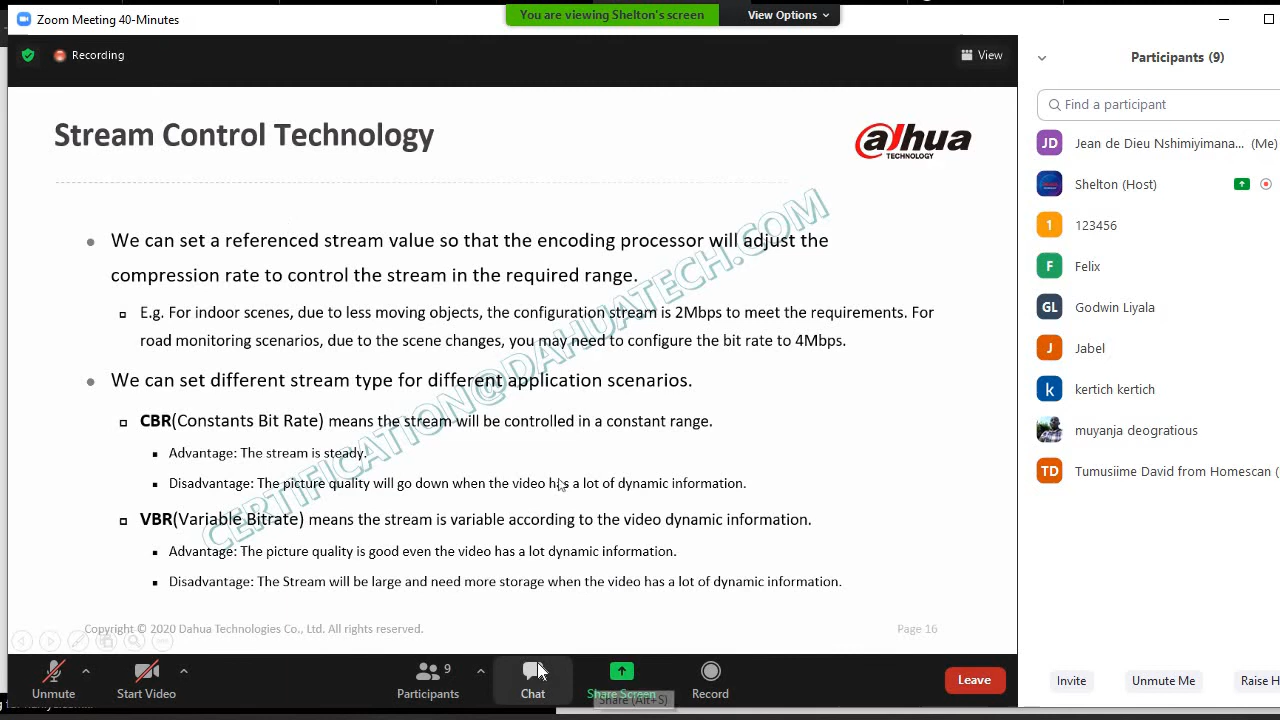 Zoom Meeting 40-Minutes
You are viewing Shelton's screen
View Options
Recording
View
Stream Control Technology
alhua
TECHNOLOGY
We can set a referenced stream value so that the encoding processor will adjust the
compression rate to control the stream in the required range.
E.g. For indoor scenes, due to less moving objects, the configuration stream is 2Mbps to meet the requirements. For
road monitoring scenarios, due to the scene changes, you may need to configure the bit rate to 4Mbps.
We can set different stream type for different application scenarios.
CBR(Constants Bit Rate) means the stream will be controlled in a constant range.
Advantage: The stream is steady.
Disadvantage: The picture quality will go down when the video has a lot of dynamic information.
VBR(Variable Bitrate) means the stream is variable according to the video dynamic information.
Advantage: The picture quality is good even the video has a lot dynamic information.
Disadvantage: The Stream will be large and need more storage when the video has a lot of dynamic information.
CERTIFICATION@DAHUATECH.COM
Copyright © 2020 Dahua Technologies Co., Ltd. All rights reserved.
Page 16
Unmute
Start Video
9
Participants
Chat
Share Screen
Share (Alt+S)
Record
Leave
Participants (9)
Find a participant
JD Jean de Dieu Nshimiyimana... (Me)
Shelton (Host)
1 123456
F Felix
GL Godwin Liyala
J Jabel
k kertich kertich
muyanja deogratious
TD Tumusiime David from Homescan (
Invite
Unmute Me
Raise H